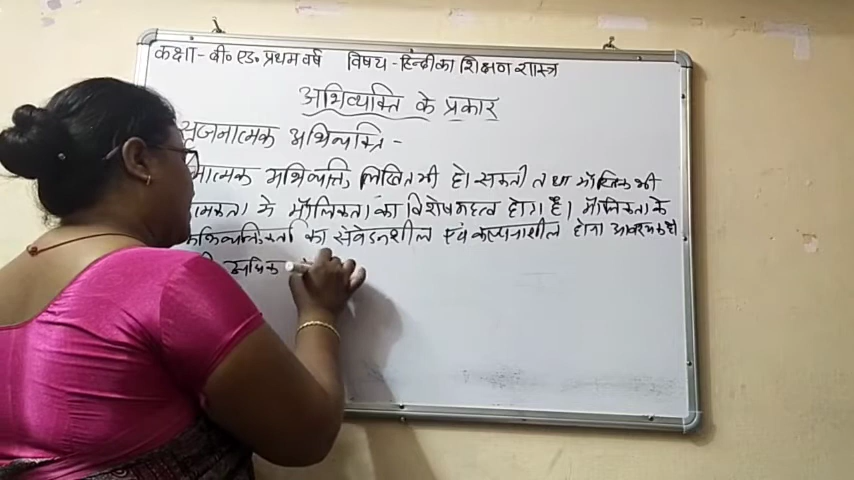 कक्षा - बी० एड० प्रथम वर्ष विषय - हिन्दी का शिक्षण शास्त्र
अभिव्यक्ति के प्रकार
सृजनात्मक अभिव्यक्ति -
अभिव्यक्ति लिखित भी हो सकती तथा मौखिक भी
में मौलिकता का विशेष महत्व होता है। मौलिकता के
का संवेदनशील एवं कल्पनाशील होना आवश्यक है
अधिक